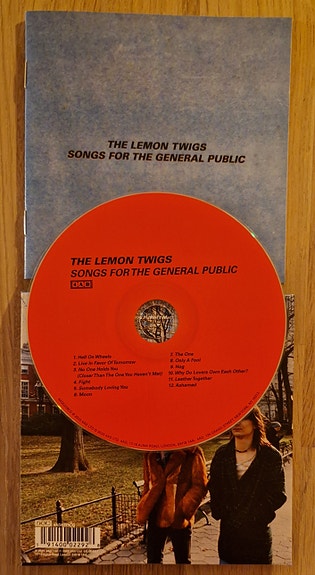 THE LEMON TWIGS
SONGS FOR THE GENERAL PUBLIC
THE LEMON TWIGS
SONGS FOR THE GENERAL PUBLIC
4AD
1. Hell On Wheels
2. Live In Favor Of Tomorrow
3. No One Holds You
(Closer Than The One You Haven't Met)
4. Fight
5. Somebody Loving You
6. Moon
7. The One
8. Only A Fool
9. Hog
10. Why Do Lovers Own Each Other?
11. Leather Together
12. Ashamed
91400 02292